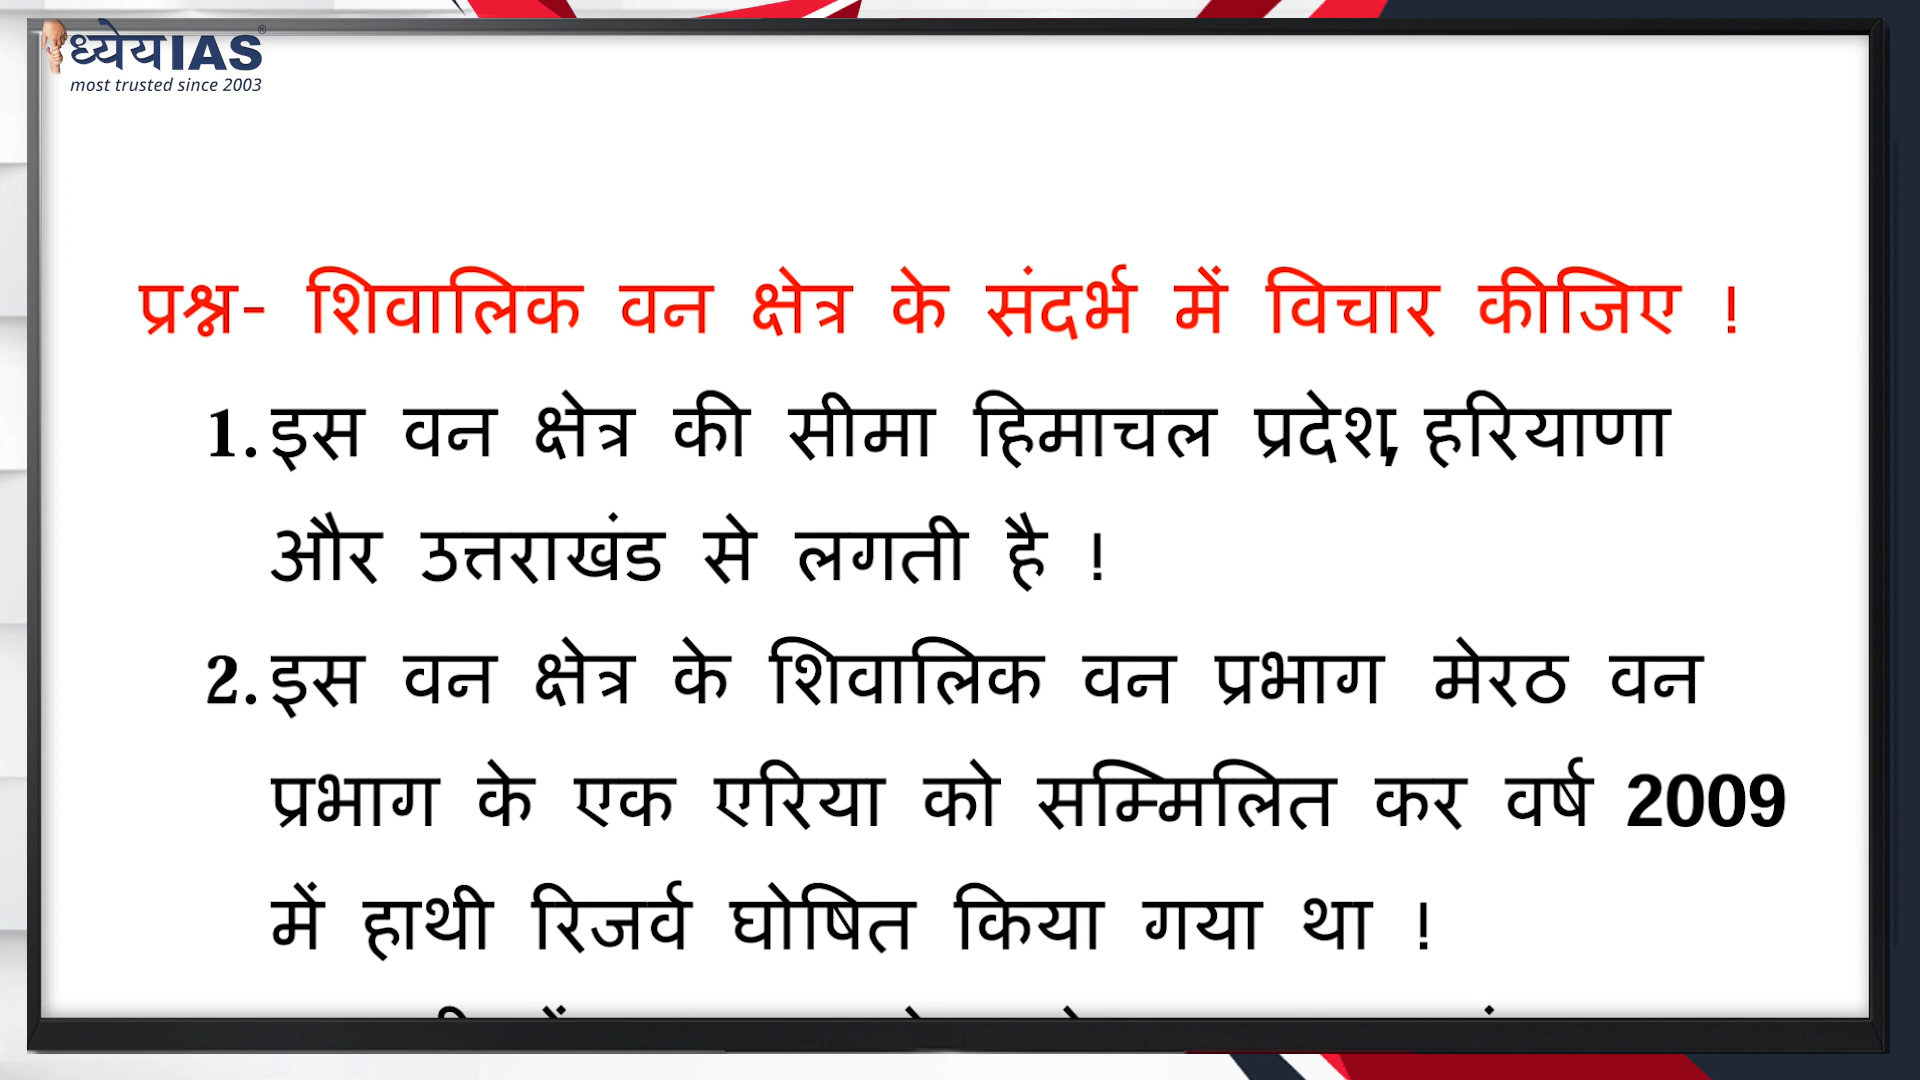 ध्येयIAS®
most trusted since 2003
प्रश्न- शिवालिक वन क्षेत्र के संदर्भ में विचार कीजिए !
1. इस वन क्षेत्र की सीमा हिमाचल प्रदेश, हरियाणा
और उत्तराखंड से लगती है !
2. इस वन क्षेत्र के शिवालिक वन प्रभाग मेरठ वन
प्रभाग के एक एरिया को सम्मिलित कर वर्ष 2009
में हाथी रिजर्व घोषित किया गया था !